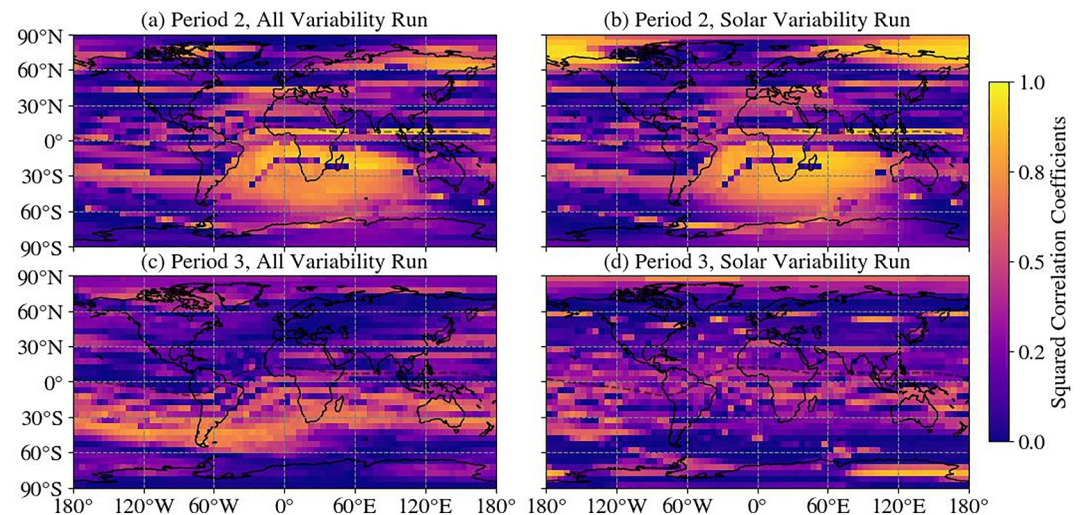 (a) Period 2, All Variability Run
(b) Period 2, Solar Variability Run
90°N
60°N
30°N
0°
30°S
60°S
90°S
(c) Period 3, All Variability Run
(d) Period 3, Solar Variability Run
90°N
60°N
30°N
0°
30°S
60°S
90°S
180° 120°W 60°W 0° 60°E 120°E 180°
180° 120°W 60°W 0° 60°E 120°E 180°
1.0
0.8
0.5
0.2
0.0
Squared Correlation Coefficients